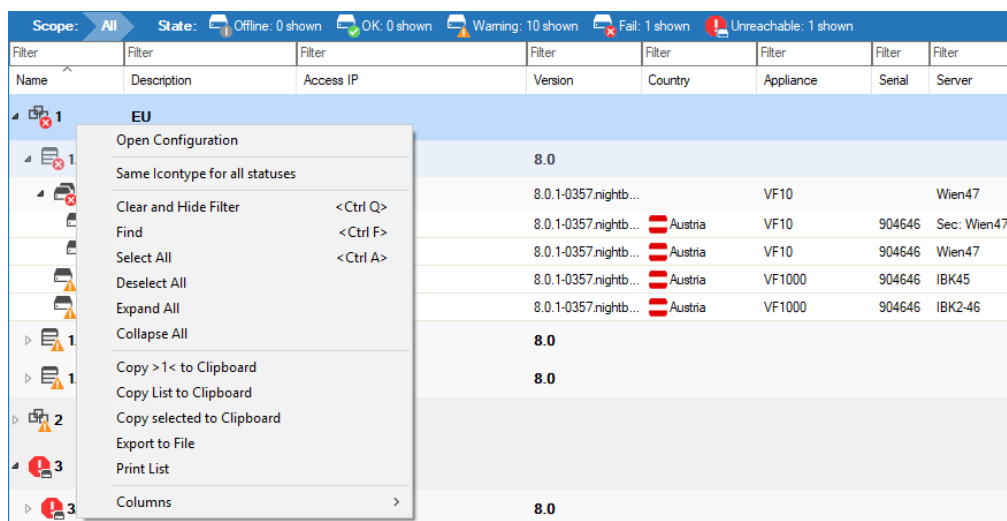 Scope: All State: Offline: 0 shown OK: 0 shown Warning: 10 shown Fail: 1 shown Unreachable: 1 shown
Filter Filter Filter Filter Filter Filter Filter Filter
Name Description Access IP Version Country Appliance Serial Server
1 EU
Open Configuration
1 8.0
Same Icontype for all statuses
8.0.1-0357.nightb... VF10 Wien47
Clear and Hide Filter <Ctrl Q>
8.0.1-0357.nightb... Austria VF10 904646 Sec: Wien47
Find <Ctrl F>
Select All <Ctrl A>
8.0.1-0357.nightb... Austria VF10 904646 Wien47
Deselect All
8.0.1-0357.nightb... Austria VF1000 904646 IBK45
Expand All
8.0.1-0357.nightb... Austria VF1000 904646 IBK2-46
Collapse All
1. 8.0
Copy >1< to Clipboard
1. 8.0
Copy List to Clipboard
Copy selected to Clipboard
2
Export to File
Print List
3
Columns
3. 8.0